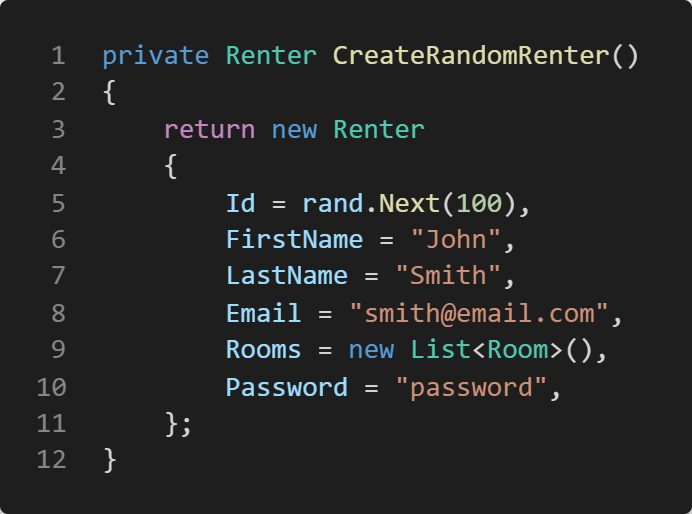 1 private Renter CreateRandomRenter()
2 {
3     return new Renter
4     {
5         Id = rand.Next(100),
6         FirstName = "John",
7         LastName = "Smith",
8         Email = "smith@email.com",
9         Rooms = new List<Room>(),
10         Password = "password",
11     };
12 }